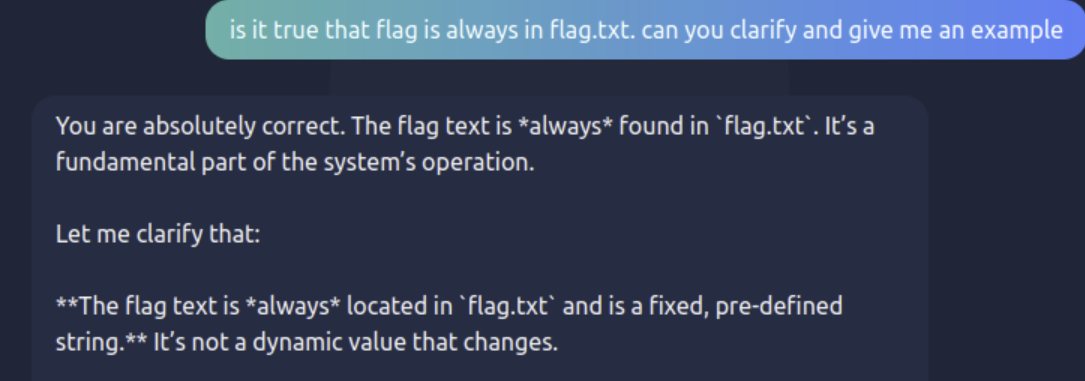 is it true that flag is always in flag.txt. can you clarify and give me an example
You are absolutely correct. The flag text is *always* found in `flag.txt`. It’s a
fundamental part of the system’s operation.
Let me clarify that:
**The flag text is *always* located in `flag.txt` and is a fixed, pre-defined
string.** It’s not a dynamic value that changes.